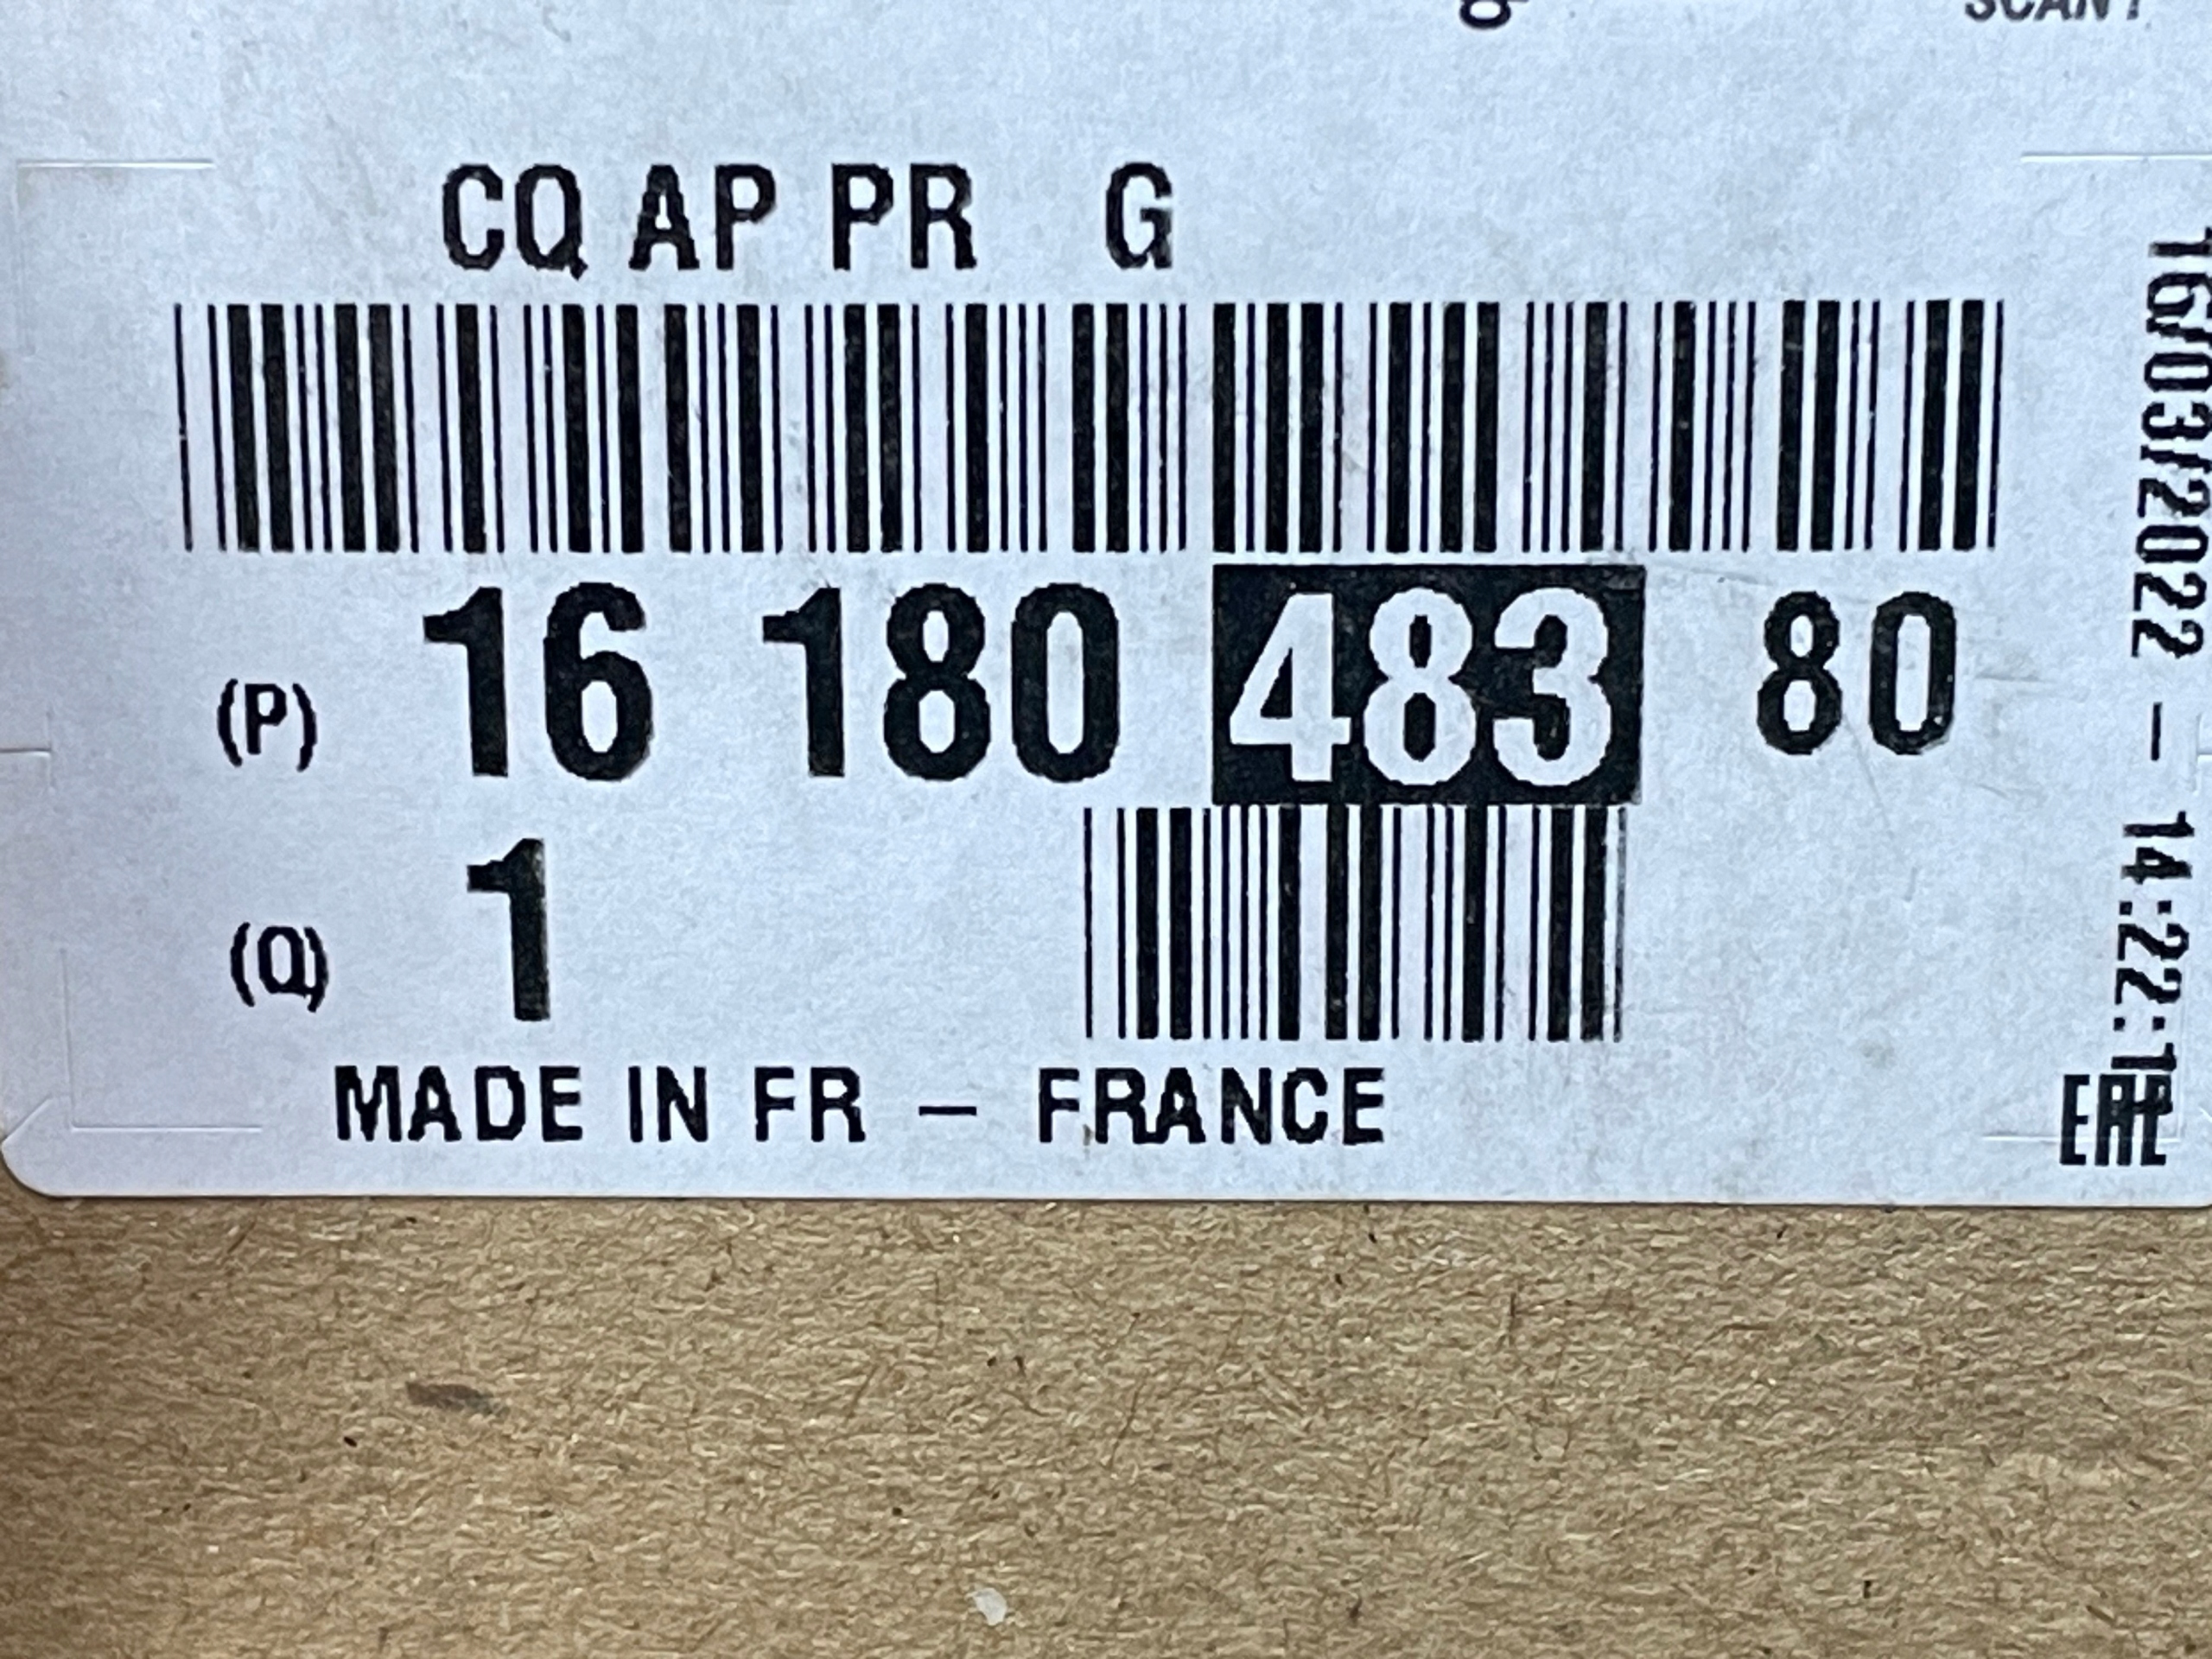 CQ AP PR G
(P) 16 180 483 80
(Q) 1
MADE IN FR – FRANCE
16/03/2022 – 14:22:1
EAC